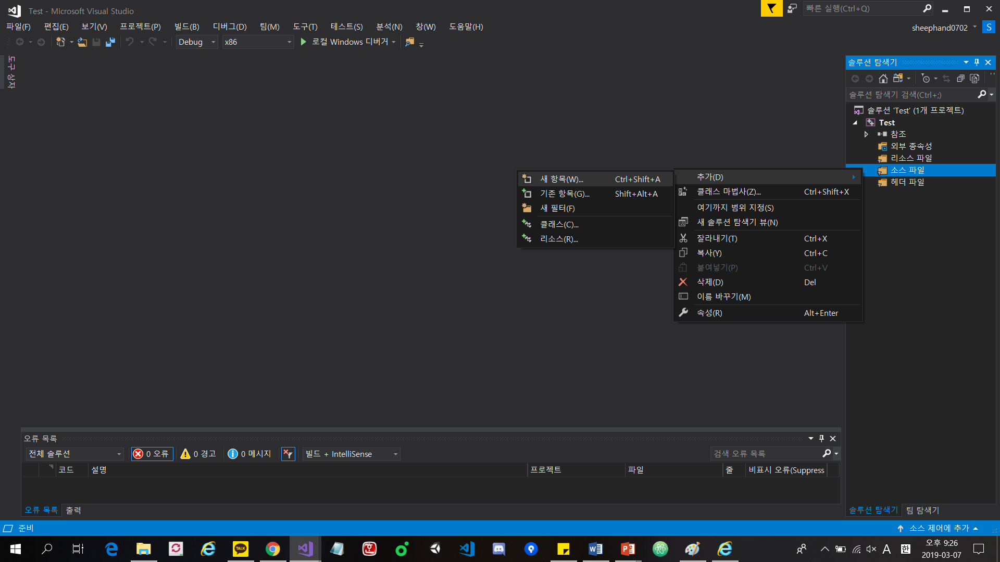 Test - Microsoft Visual Studio
빠른 실행(Ctrl+Q)
파일(F) 편집(E) 보기(V) 프로젝트(P) 빌드(B) 디버그(D) 팀(M) 도구(T) 테스트(S) 분석(N) 창(W) 도움말(H)
sheephand0702 S
Debug x86 로컬 Windows 디버거
도구 상자
솔루션 탐색기
솔루션 탐색기 검색(Ctrl+;)
솔루션 'Test' (1개 프로젝트)
Test
참조
외부 종속성
리소스 파일
소스 파일
헤더 파일
새 항목(W)... Ctrl+Shift+A
기존 항목(G)... Shift+Alt+A
새 필터(F)
클래스(C)...
리소스(R)...
추가(D)
클래스 마법사(Z)... Ctrl+Shift+X
여기까지 범위 지정(S)
새 솔루션 탐색기 뷰(N)
잘라내기(T) Ctrl+X
복사(Y) Ctrl+C
붙여넣기(P) Ctrl+V
삭제(D) Del
이름 바꾸기(M)
속성(R) Alt+Enter
오류 목록
전체 솔루션 0 오류 0 경고 0 메시지 빌드 + IntelliSense 검색 오류 목록
코드 설명 프로젝트 파일 줄 비표시 오류(Suppress
오류 목록 출력
솔루션 탐색기 팀 탐색기
준비
소스 제어에 추가
TALK
A 한
오후 9:26
2019-03-07